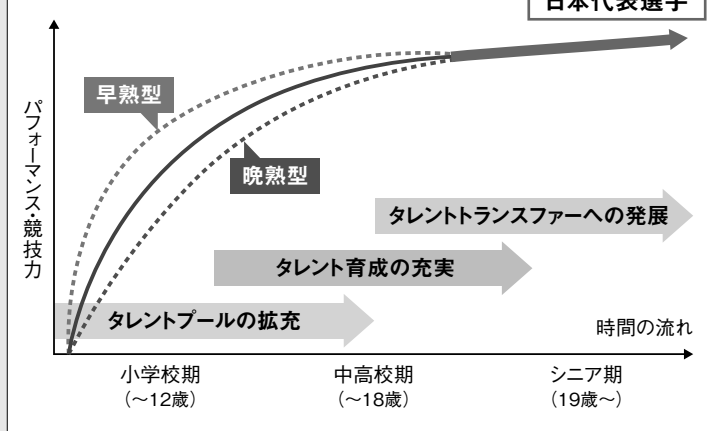 日本代表選手
早熟型
晩熟型
パフォーマンス・競技力
タレントトランスファーへの発展
タレント育成の充実
タレントプールの拡充
時間の流れ
小学校期 中高校期 シニア期
（〜12歳） （〜18歳） （19歳〜）